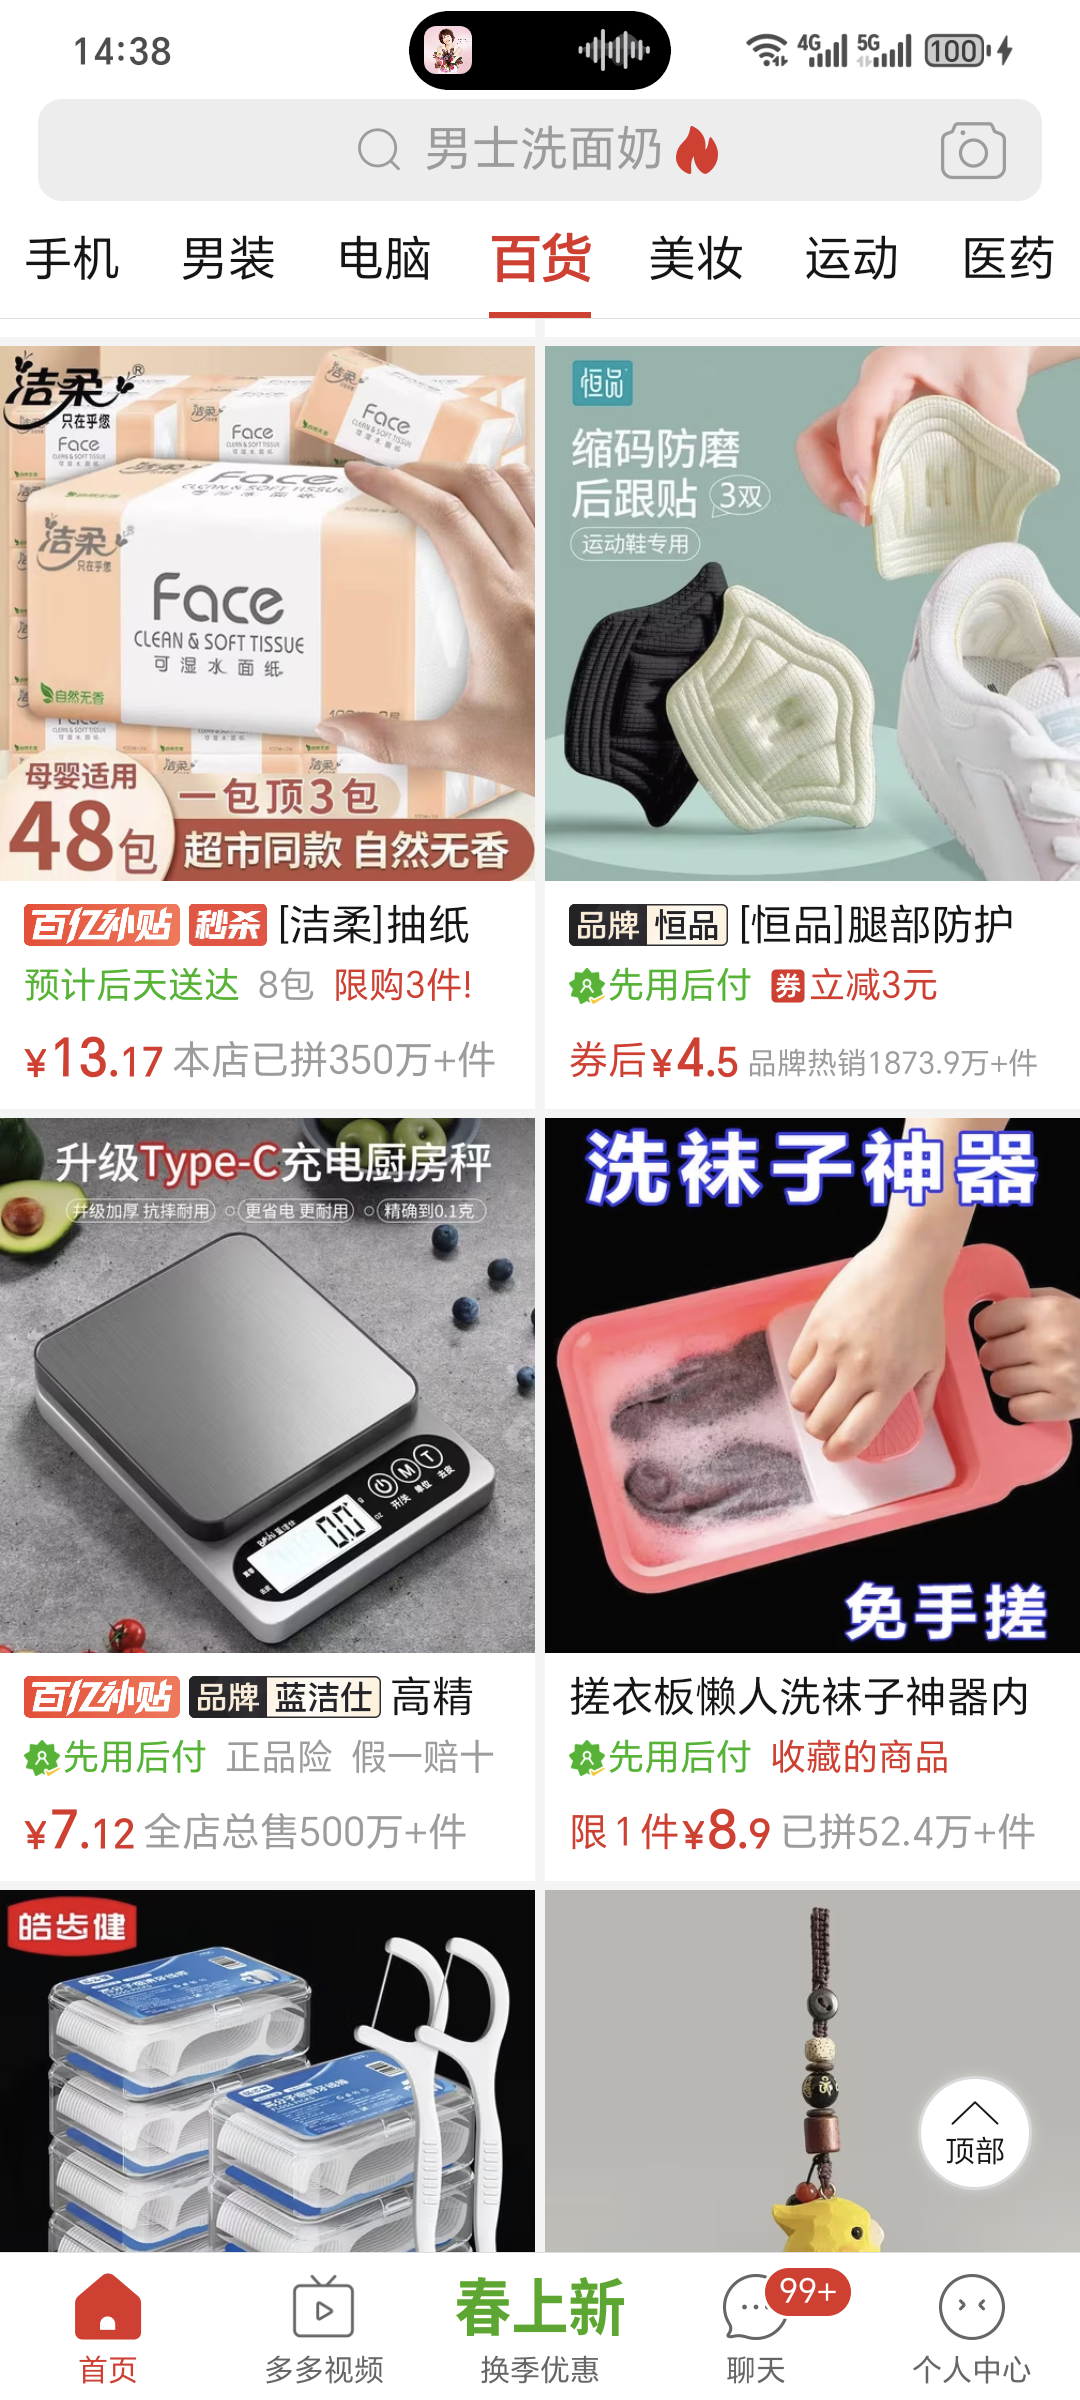 14:38
4G 5G 100
男士洗面奶
手机 男装 电脑 百货 美妆 运动 医药
洁柔®
只在乎您
Face
CLEAN & SOFT TISSUE
可湿水面纸
自然无香
母婴适用
48包
一包顶3包
超市同款 自然无香
恒品
缩码防磨
后跟贴 3双
运动鞋专用
百亿补贴 秒杀 [洁柔]抽纸
预计后天送达 8包 限购3件!
¥13.17 本店已拼350万+件
品牌 恒品 [恒品]腿部防护
先用后付 券 立减3元
券后¥4.5 品牌热销1873.9万+件
升级Type-C充电厨房秤
升级加厚 抗摔耐用 更省电 更耐用 精确到0.1克
开/关 单位 去皮
M T
0.0
洗袜子神器
免手搓
百亿补贴 品牌 蓝洁仕 高精
先用后付 正品险 假一赔十
¥7.12 全店总售500万+件
搓衣板懒人洗袜子神器内
先用后付 收藏的商品
限1件¥8.9 已拼52.4万+件
皓齿健
顶部
春上新
99+
首页 多多视频 换季优惠 聊天 个人中心